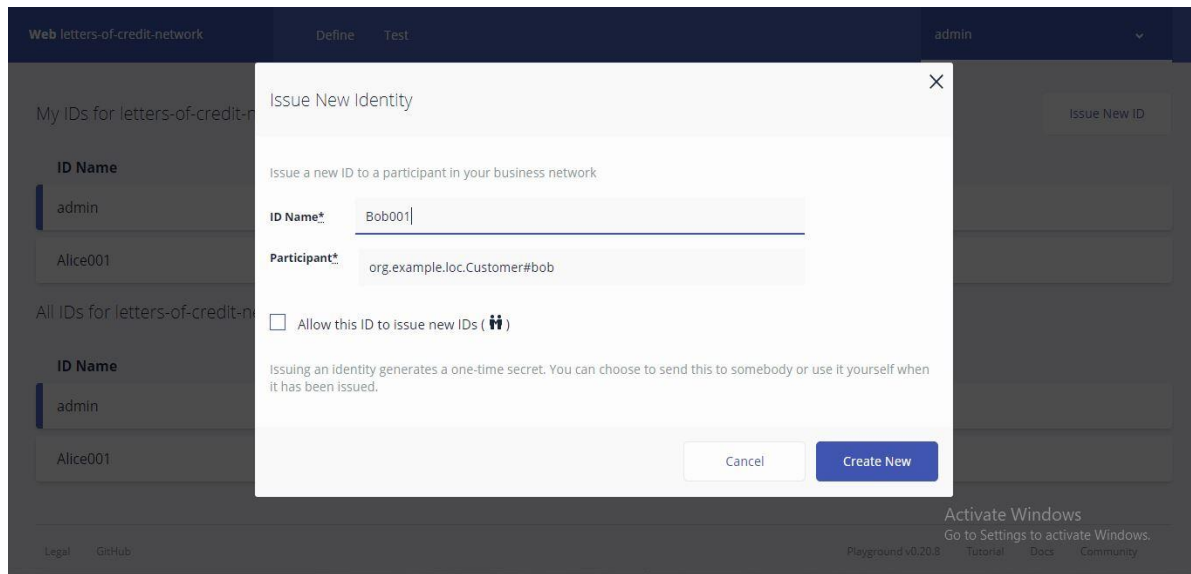 Web letters-of-credit-network Define Test admin
Issue New Identity
My IDs for letters-of-credit-n
Issue New ID
ID Name
Issue a new ID to a participant in your business network
admin
ID Name* Bob001
Alice001
Participant* org.example.loc.Customer#bob
All IDs for letters-of-credit-ne
Allow this ID to issue new IDs ( )
ID Name
Issuing an identity generates a one-time secret. You can choose to send this to somebody or use it yourself when
it has been issued.
admin
Alice001
Cancel Create New
Activate Windows
Go to Settings to activate Windows.
Legal GitHub Playground v0.20.8 Tutorial Docs Community